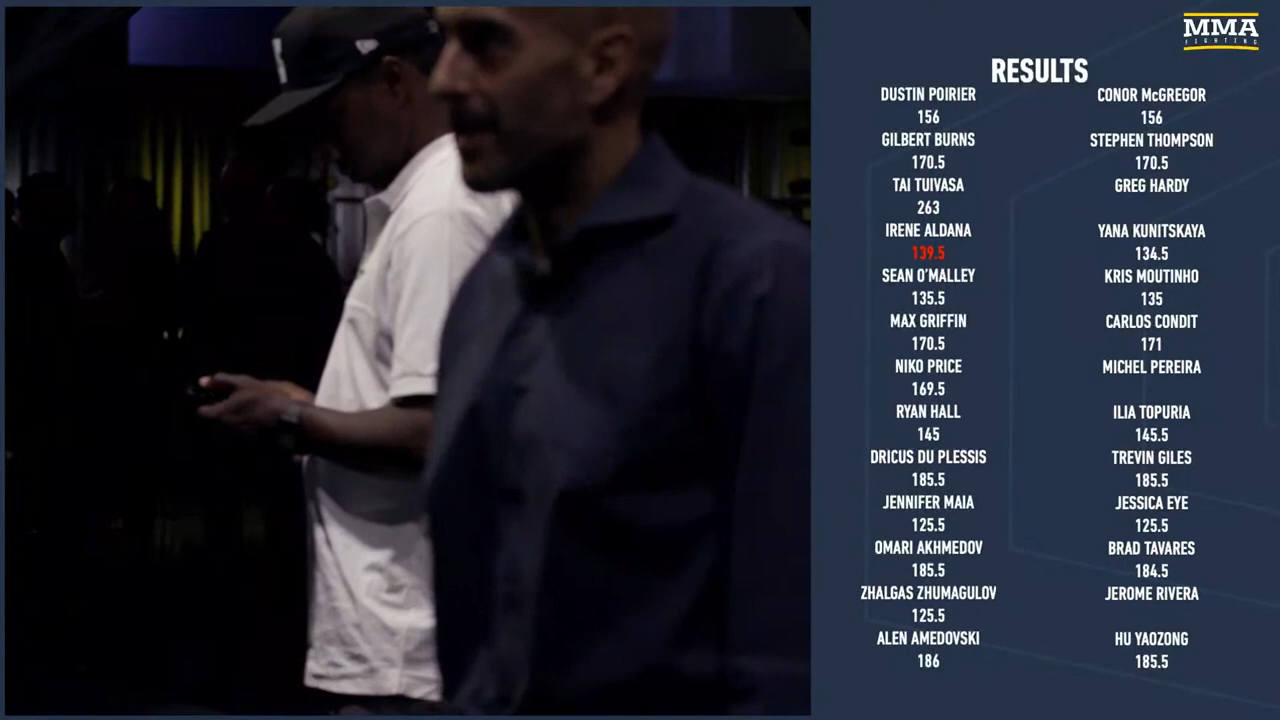 MMA
FIGHTING
RESULTS
DUSTIN POIRIER CONOR McGREGOR
156 156
GILBERT BURNS STEPHEN THOMPSON
170.5 170.5
TAI TUIVASA GREG HARDY
263
IRENE ALDANA YANA KUNITSKAYA
139.5 134.5
SEAN O'MALLEY KRIS MOUTINHO
135.5 135
MAX GRIFFIN CARLOS CONDIT
170.5 171
NIKO PRICE MICHEL PEREIRA
169.5
RYAN HALL ILIA TOPURIA
145 145.5
DRICUS DU PLESSIS TREVIN GILES
185.5 185.5
JENNIFER MAIA JESSICA EYE
125.5 125.5
OMARI AKHMEDOV BRAD TAVARES
185.5 184.5
ZHALGAS ZHUMAGULOV JEROME RIVERA
125.5
ALEN AMEDOVSKI HU YAOZONG
186 185.5